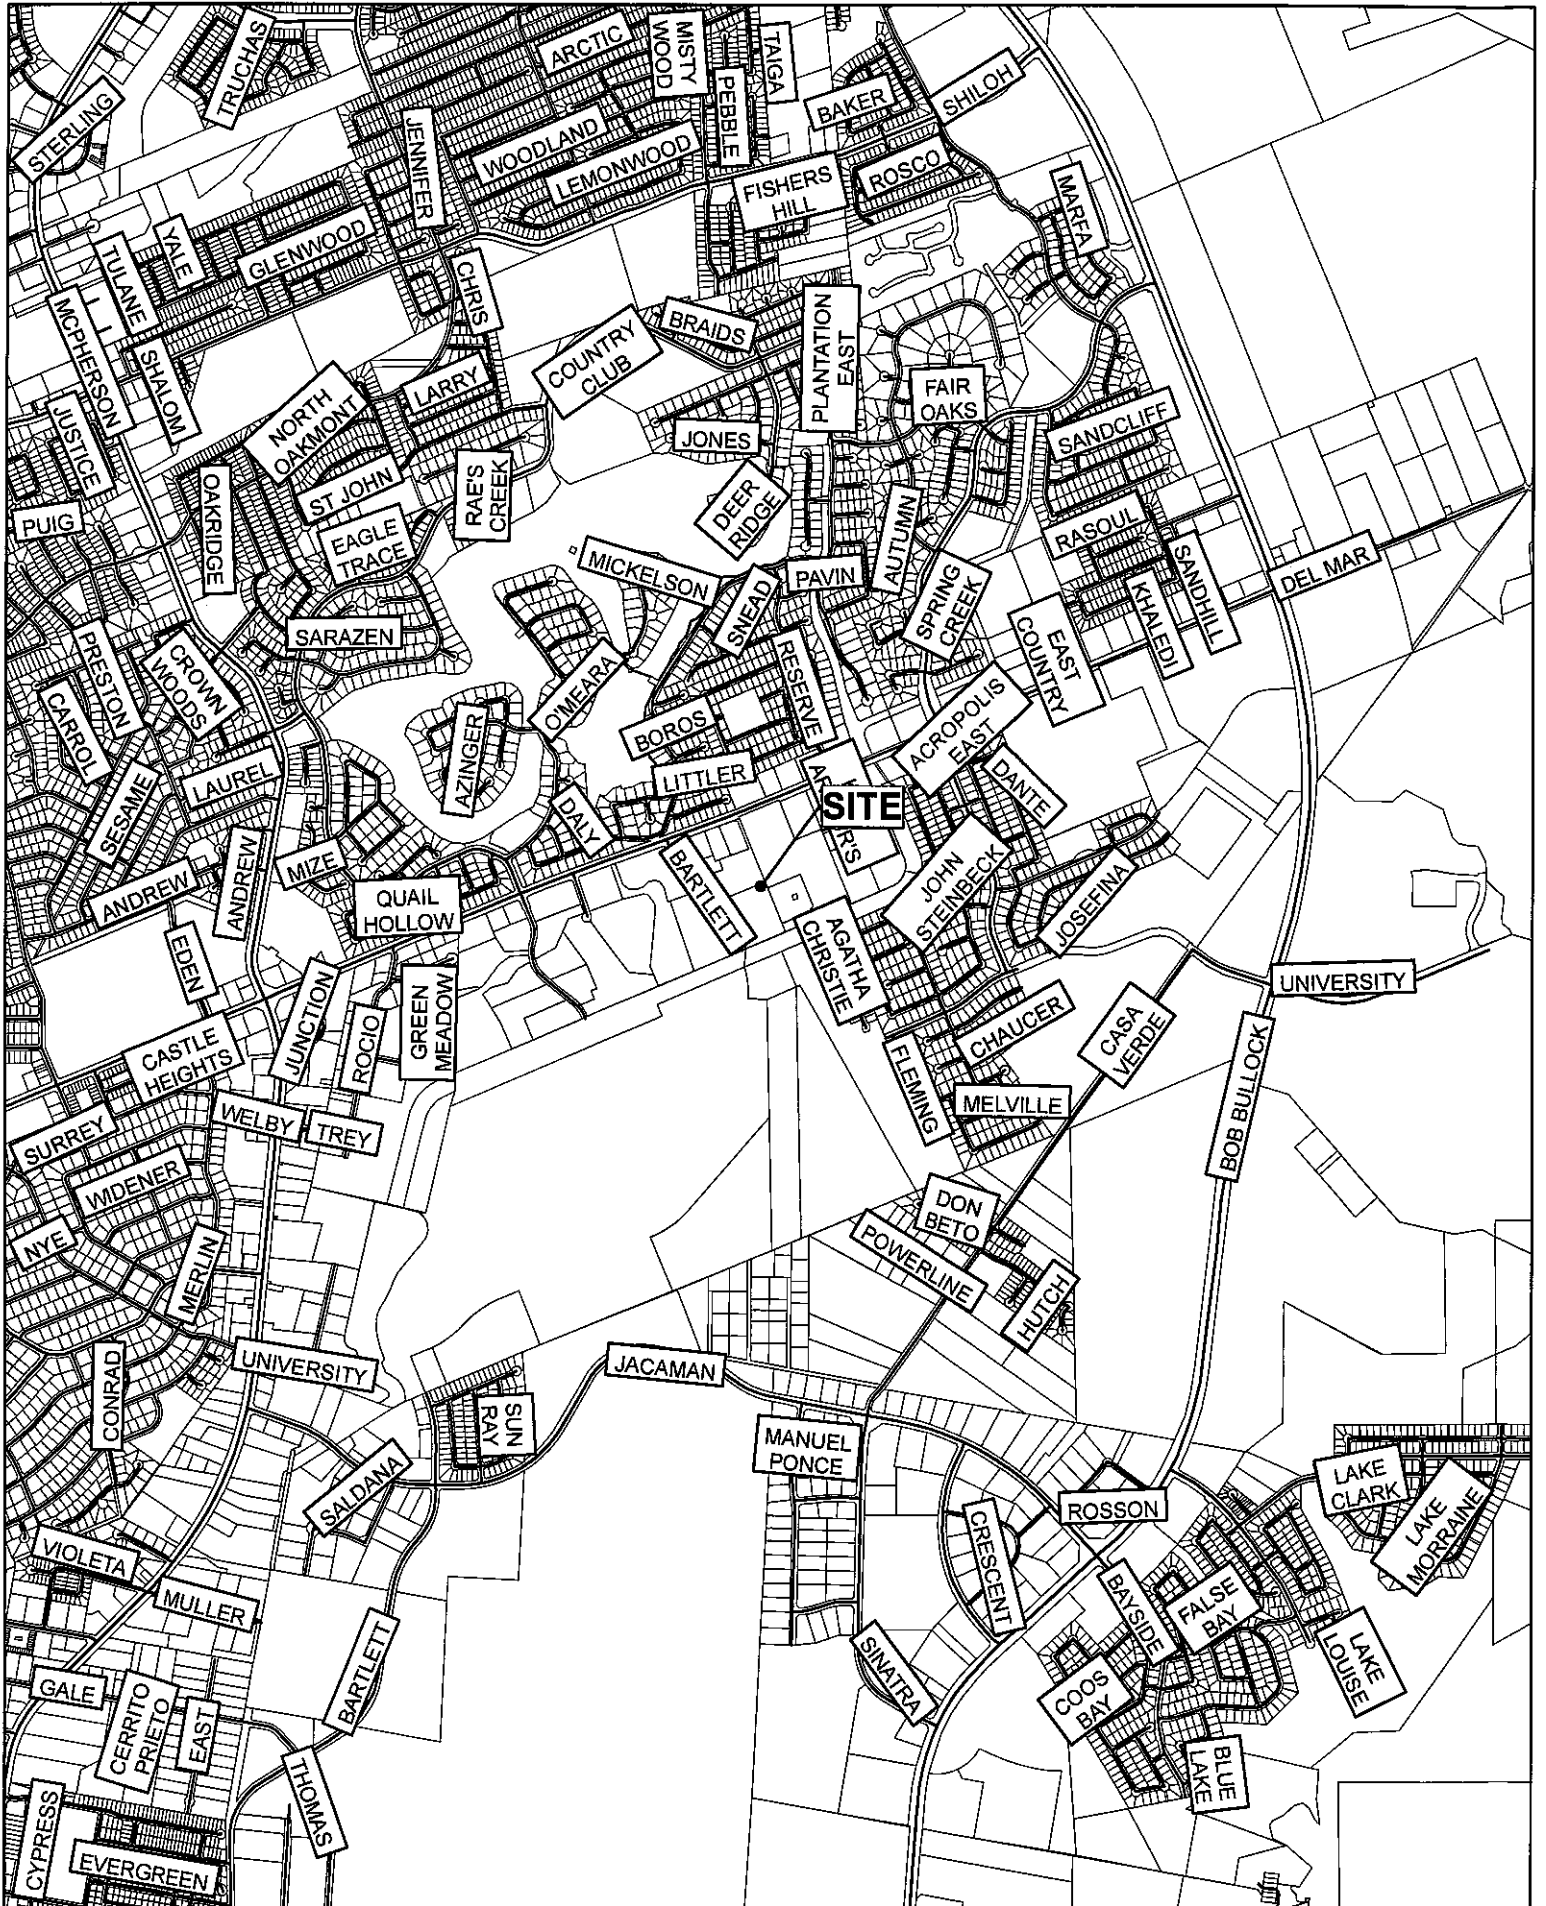 TRUCHAS
ARCTIC
MISTY
WOOD
TAIGA
PEBBLE
BAKER
SHILOH
STERLING
JENNIFER
WOODLAND
LEMONWOOD
FISHERS
HILL
ROSCO
MARFA
YALE
TULANE
GLENWOOD
CHRIS
MCPHERSON
SHALOM
COUNTRY
CLUB
BRAIDS
PLANTATION
EAST
FAIR
OAKS
LARRY
NORTH
OAKMONT
JUSTICE
JONES
SANDCLIFF
ST JOHN
RAE'S
CREEK
OAKRIDGE
PUIG
EAGLE
TRACE
DEER
RIDGE
AUTUMN
RASOUL
SANDHILL
DEL MAR
MICKELSON
SNEAD
PAVIN
SPRING
CREEK
KHALEDI
EAST
COUNTRY
SARAZEN
PRESTON
CROWN
WOODS
CARROL
O'MEARA
RESERVE
BOROS
ACROPOLIS
EAST
AZINGER
LITTLER
DANTE
LAUREL
SESAME
DALY
SITE
R'S
ANDREW
ANDREW
MIZE
QUAIL
HOLLOW
BARTLETT
JOHN
STEINBECK
JOSEFINA
AGATHA
CHRISTIE
EDEN
JUNCTION
ROCIO
GREEN
MEADOW
UNIVERSITY
CASA
VERDE
CHAUCER
CASTLE
HEIGHTS
FLEMING
MELVILLE
BOB BULLOCK
SURREY
WELBY
TREY
WIDENER
DON
BETO
NYE
MERLIN
POWERLINE
HUTCH
CONRAD
UNIVERSITY
JACAMAN
SUN
RAY
MANUEL
PONCE
SALDANA
LAKE
CLARK
ROSSON
LAKE
MORRAINE
CRESCENT
VIOLETA
MULLER
BAYSIDE
FALSE
BAY
BARTLETT
SINATRA
LAKE
LOUISE
GALE
CERRITO
PRIETO
EAST
COOS
BAY
THOMAS
BLUE
LAKE
CYPRESS
EVERGREEN